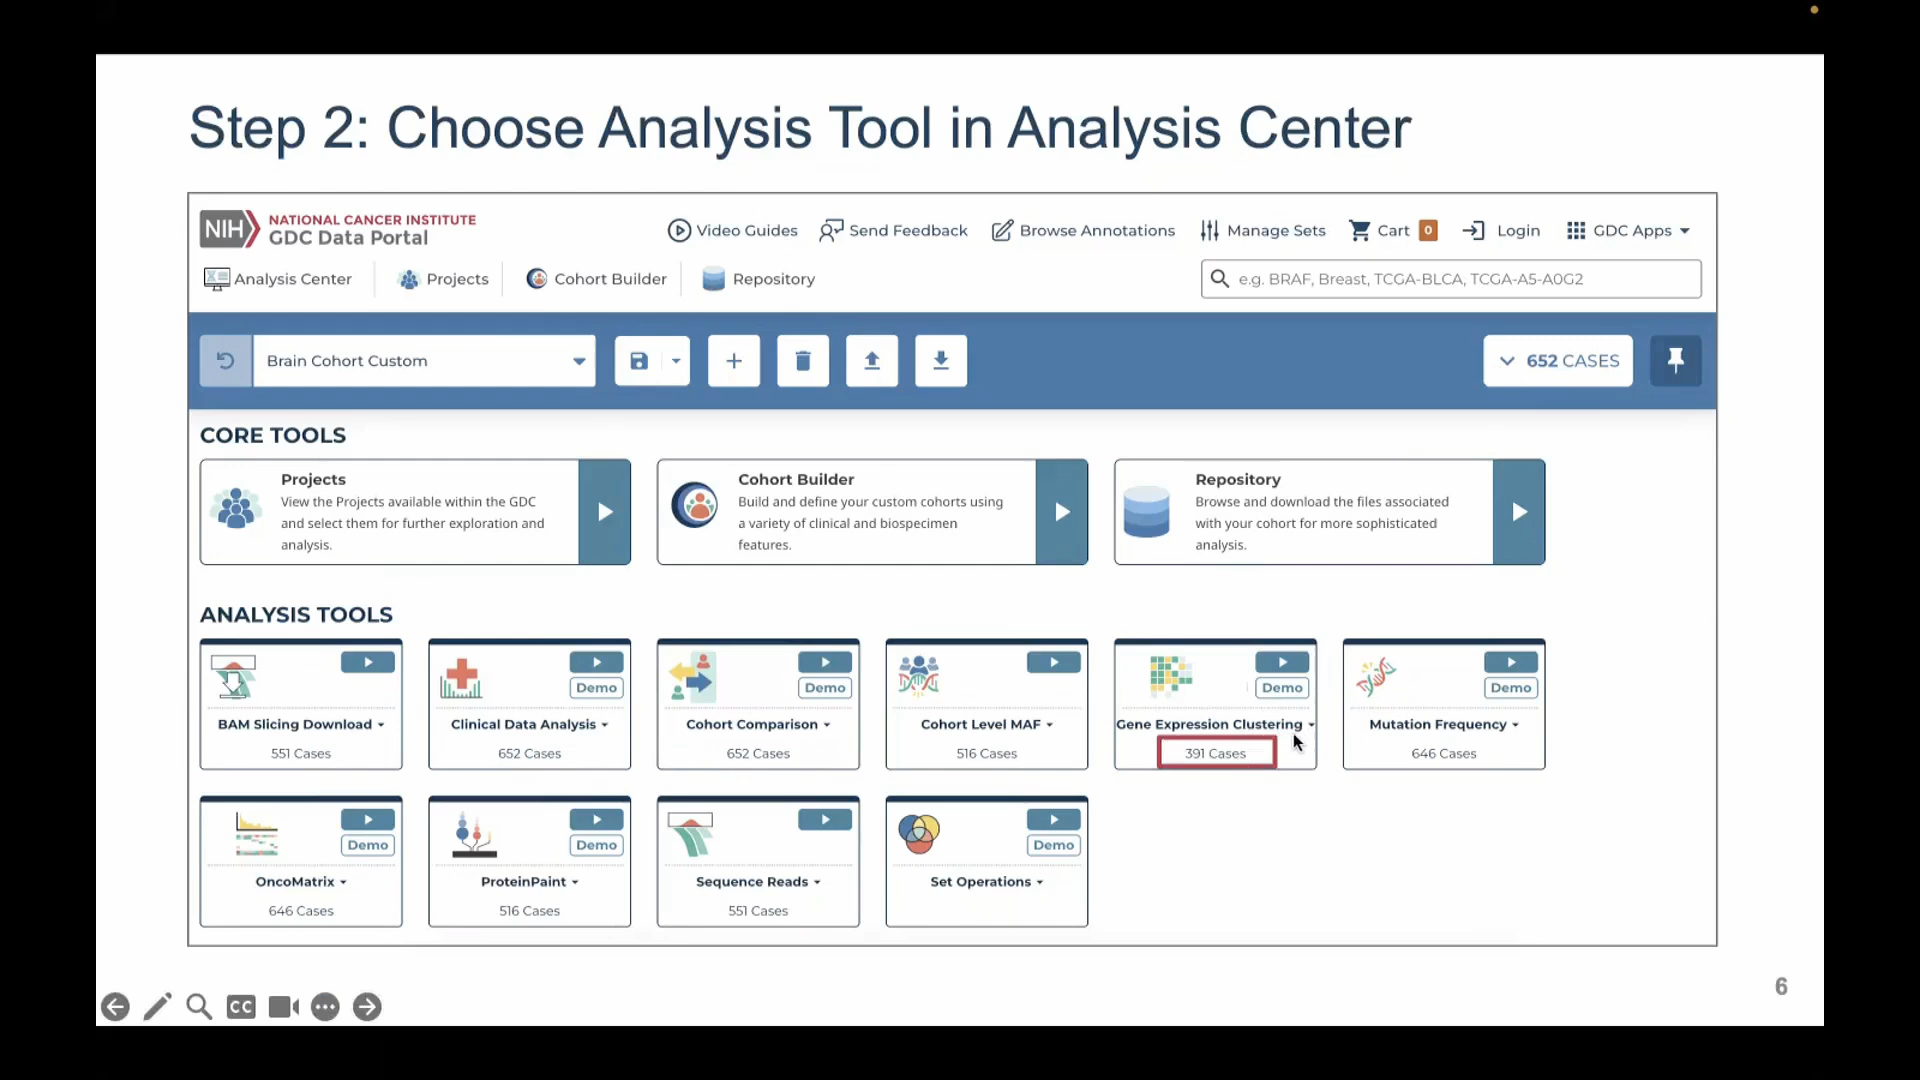 Step 2: Choose Analysis Tool in Analysis Center
NIH NATIONAL CANCER INSTITUTE
GDC Data Portal
Video Guides
Send Feedback
Browse Annotations
Manage Sets
Cart 0
Login
GDC Apps
Analysis Center
Projects
Cohort Builder
Repository
e.g. BRAF, Breast, TCGA-BLCA, TCGA-A5-A0G2
Brain Cohort Custom
652 CASES
CORE TOOLS
Projects
View the Projects available within the GDC
and select them for further exploration and
analysis.
Cohort Builder
Build and define your custom cohorts using
a variety of clinical and biospecimen
features.
Repository
Browse and download the files associated
with your cohort for more sophisticated
analysis.
ANALYSIS TOOLS
BAM Slicing Download
551 Cases
Demo
Clinical Data Analysis
652 Cases
Demo
Cohort Comparison
652 Cases
Cohort Level MAF
516 Cases
Demo
Gene Expression Clustering
391 Cases
Demo
Mutation Frequency
646 Cases
Demo
OncoMatrix
646 Cases
Demo
ProteinPaint
516 Cases
Sequence Reads
551 Cases
Demo
Set Operations
CC
6